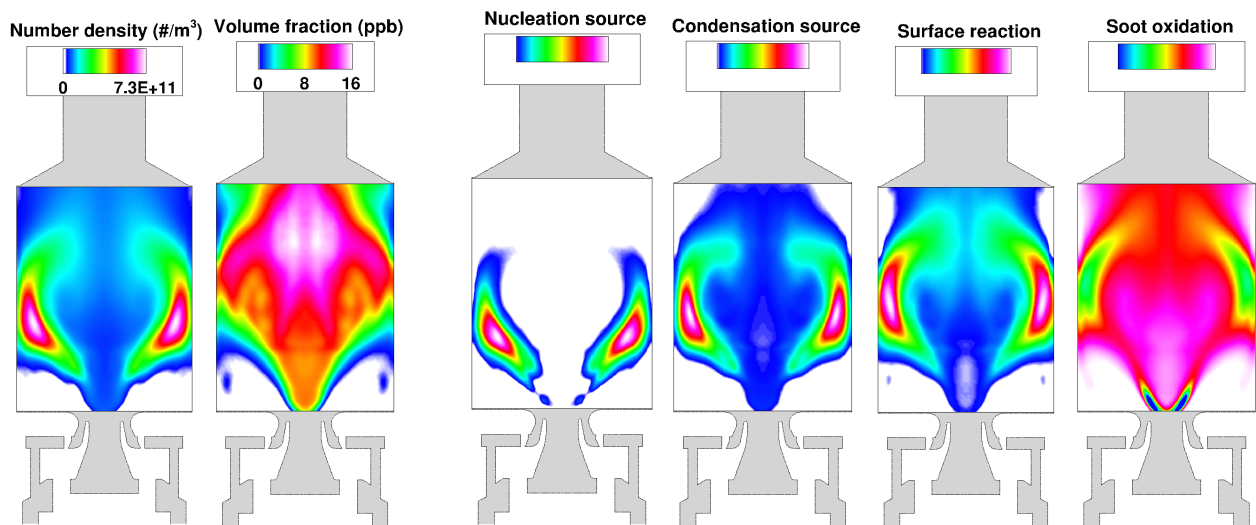 Number density (#/m³)
0 7.3E+11
Volume fraction (ppb)
0 8 16
Nucleation source
Condensation source
Surface reaction
Soot oxidation